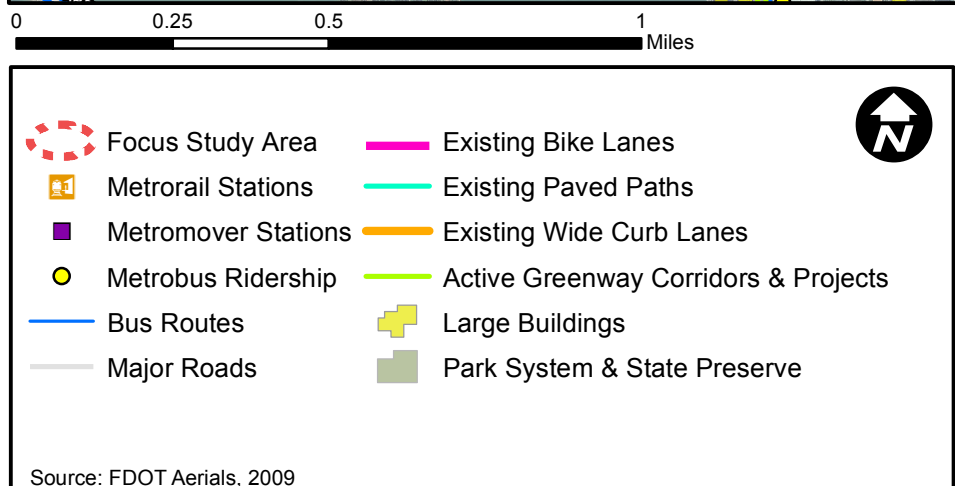 0 0.25 0.5 1
Miles
N
Focus Study Area
Metrorail Stations
Metromover Stations
Metrobus Ridership
Bus Routes
Major Roads
Existing Bike Lanes
Existing Paved Paths
Existing Wide Curb Lanes
Active Greenway Corridors & Projects
Large Buildings
Park System & State Preserve
Source: FDOT Aerials, 2009